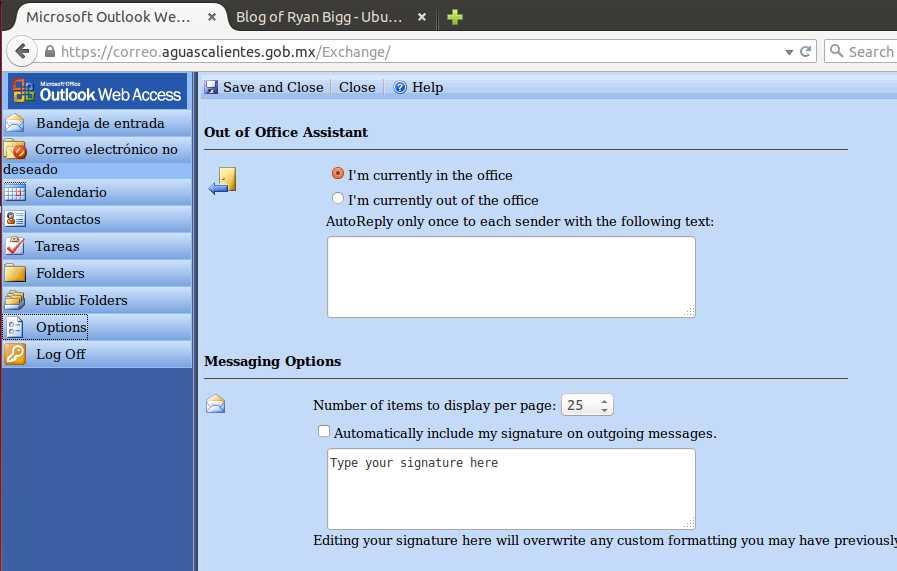 Microsoft Outlook We... × Blog of Ryan Bigg - Ubu... ×
https://correo.aguascalientes.gob.mx/Exchange/
Search
Microsoft Office
Outlook Web Access
Bandeja de entrada
Correo electrónico no
deseado
Calendario
Contactos
Tareas
Folders
Public Folders
Options
Log Off
Save and Close Close Help
Out of Office Assistant
I'm currently in the office
I'm currently out of the office
AutoReply only once to each sender with the following text:
Messaging Options
Number of items to display per page: 25
Automatically include my signature on outgoing messages.
Type your signature here
Editing your signature here will overwrite any custom formatting you may have previously